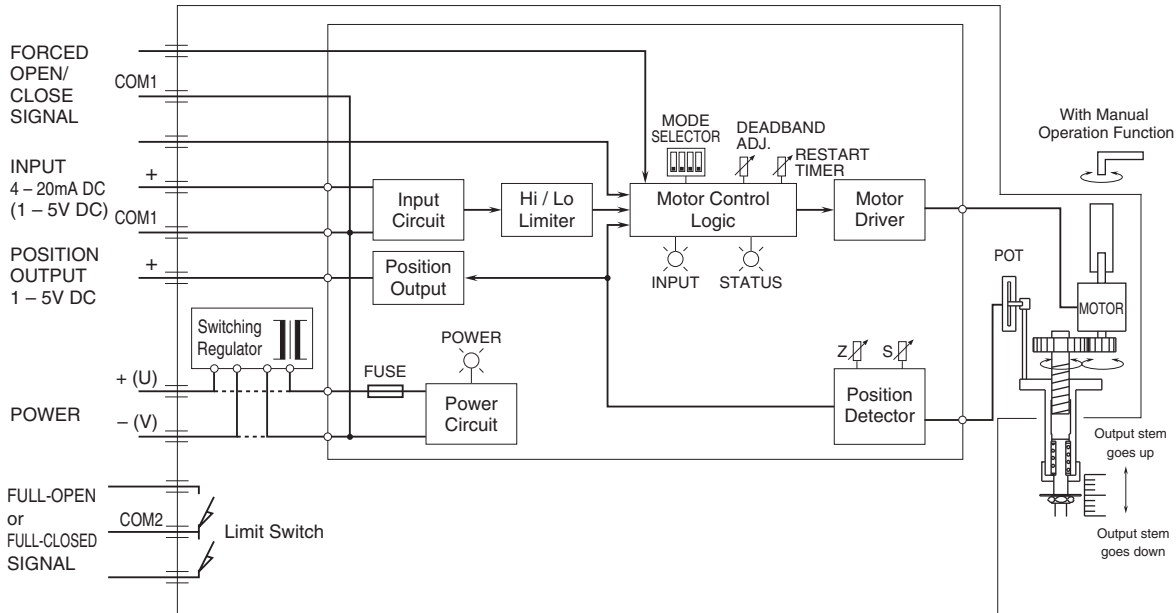 FORCED
OPEN/
CLOSE
SIGNAL
COM1
INPUT
4 – 20mA DC
(1 – 5V DC)
+
COM1
POSITION
OUTPUT
1 – 5V DC
+
Switching
Regulator
+ (U)
POWER
– (V)
FULL-OPEN
or
FULL-CLOSED
SIGNAL
COM2
Limit Switch
Input
Circuit
Hi / Lo
Limiter
MODE
SELECTOR
DEADBAND
ADJ.
RESTART
TIMER
Motor Control
Logic
Motor
Driver
INPUT
STATUS
Position
Output
POWER
FUSE
Power
Circuit
Z
S
Position
Detector
With Manual
Operation Function
POT
MOTOR
Output stem
goes up
Output stem
goes down